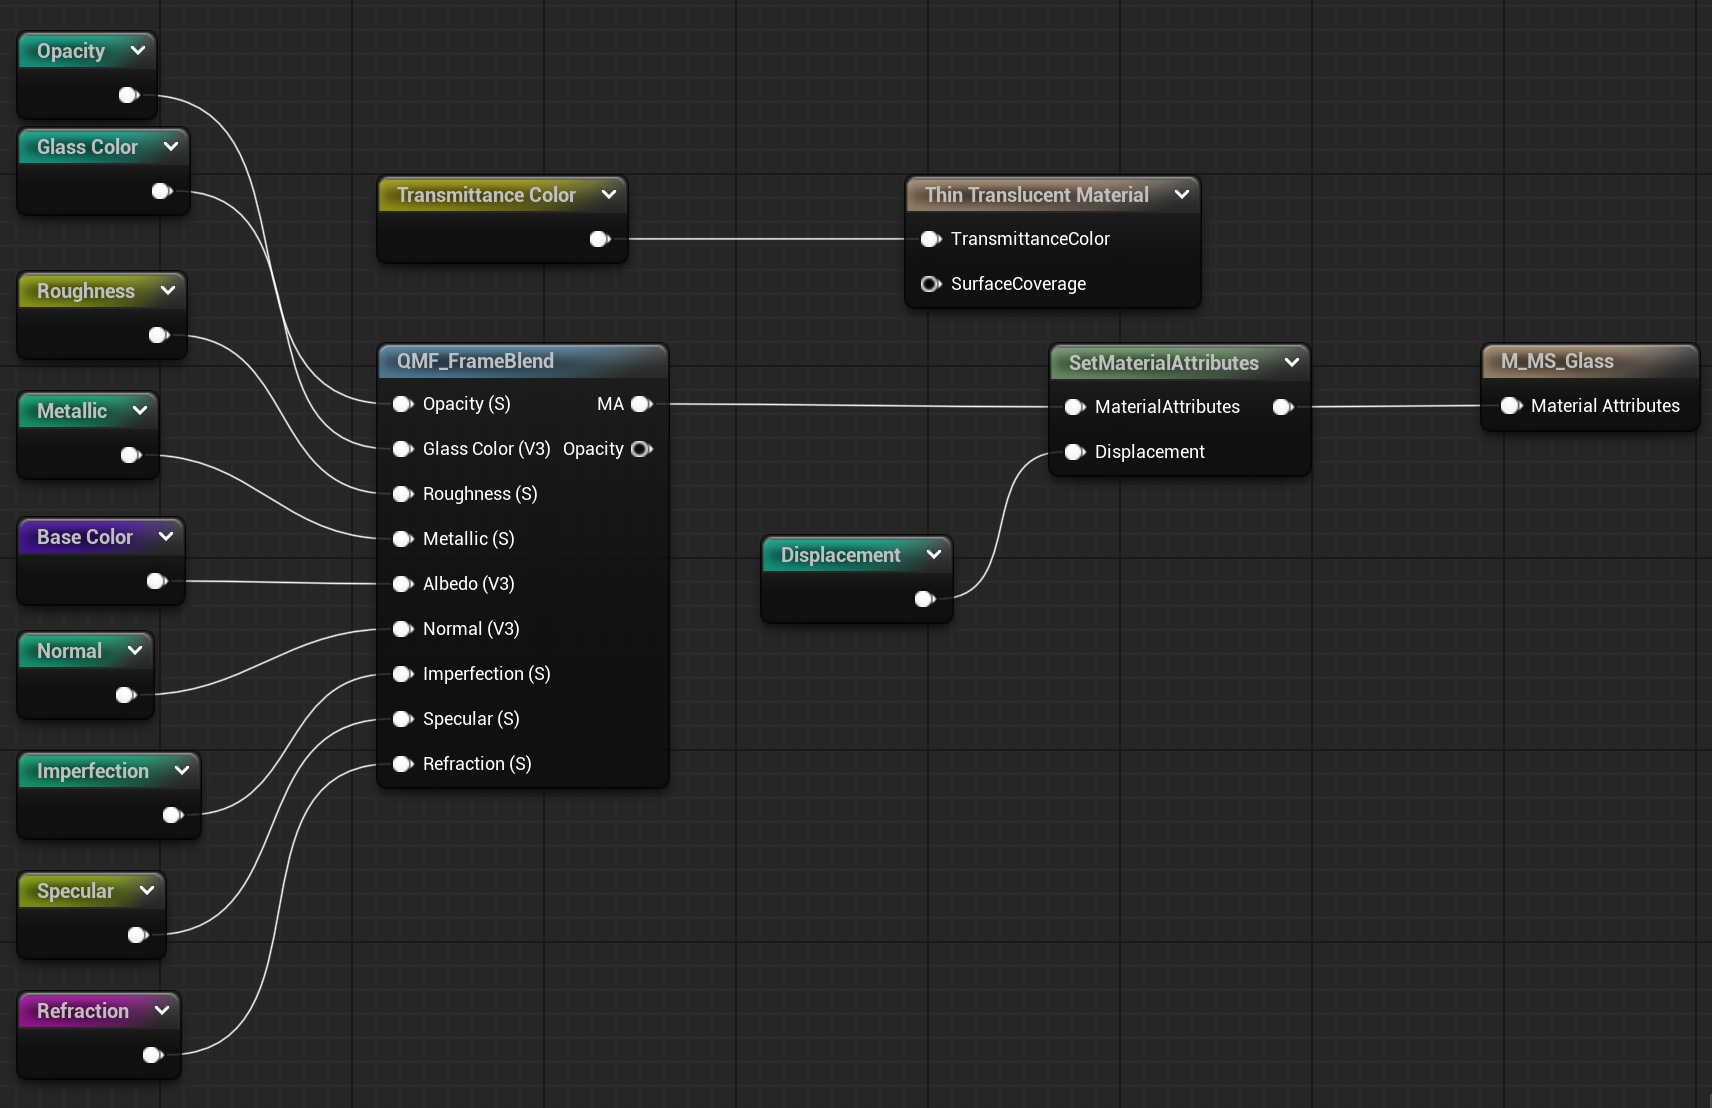 Opacity
Glass Color
Roughness
Metallic
Base Color
Normal
Imperfection
Specular
Refraction
Transmittance Color
QMF_FrameBlend
Opacity (S) MA
Glass Color (V3) Opacity
Roughness (S)
Metallic (S)
Albedo (V3)
Normal (V3)
Imperfection (S)
Specular (S)
Refraction (S)
Thin Translucent Material
TransmittanceColor
SurfaceCoverage
Displacement
SetMaterialAttributes
MaterialAttributes
Displacement
M_MS_Glass
Material Attributes